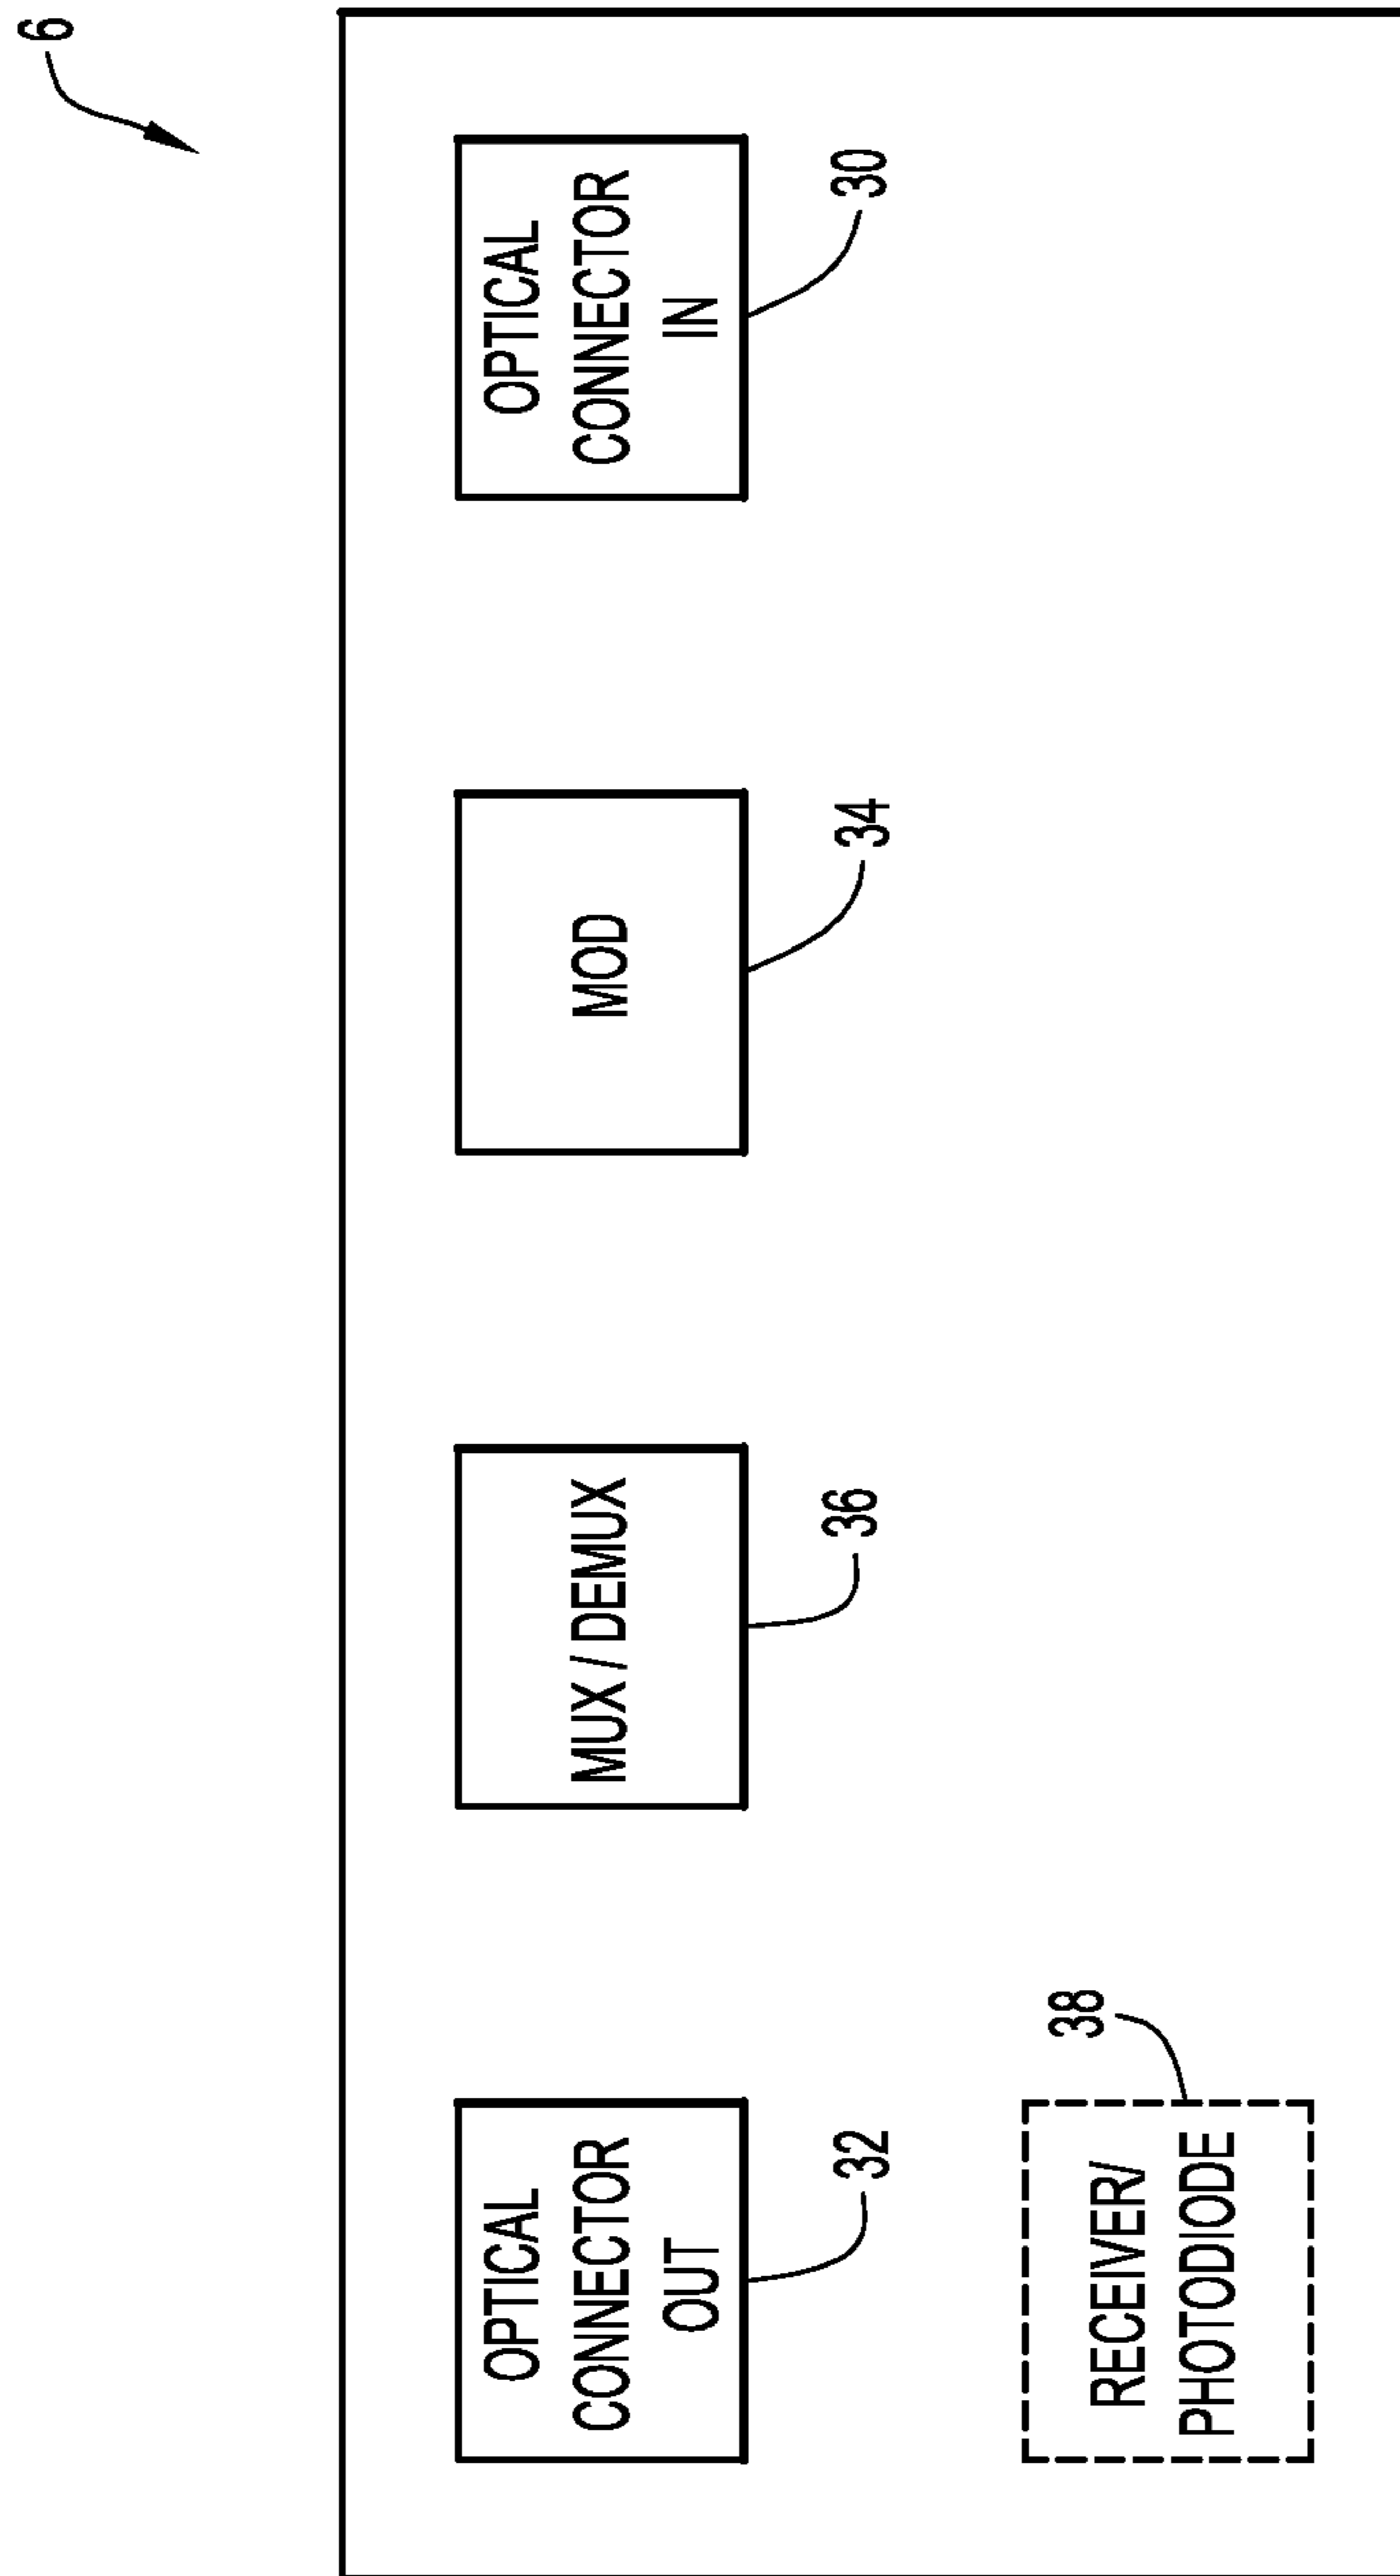 6
OPTICAL
CONNECTOR
OUT
32
MUX / DEMUX
36
MOD
34
OPTICAL
CONNECTOR
IN
30
RECEIVER/
PHOTODIODE
38